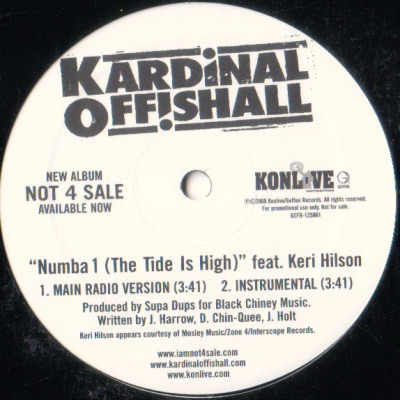 KARDINAL
OFFISHALL
NEW ALBUM
NOT 4 SALE
AVAILABLE NOW
KONLIVE
GEFFEN
℗©2008 Konlive/Geffen Records. All rights reserved.
For promotional use only. Not for sale.
GEFR-125861
“Numba 1 (The Tide Is High)” feat. Keri Hilson
1. MAIN RADIO VERSION (3:41) 2. INSTRUMENTAL (3:41)
Produced by Supa Dups for Black Chiney Music.
Written by J. Harrow, D. Chin-Quee, J. Holt
Keri Hilson appears courtesy of Mosley Music/Zone 4/Interscope Records.
www.iamnot4sale.com
www.kardinaloffishall.com
www.konlive.com